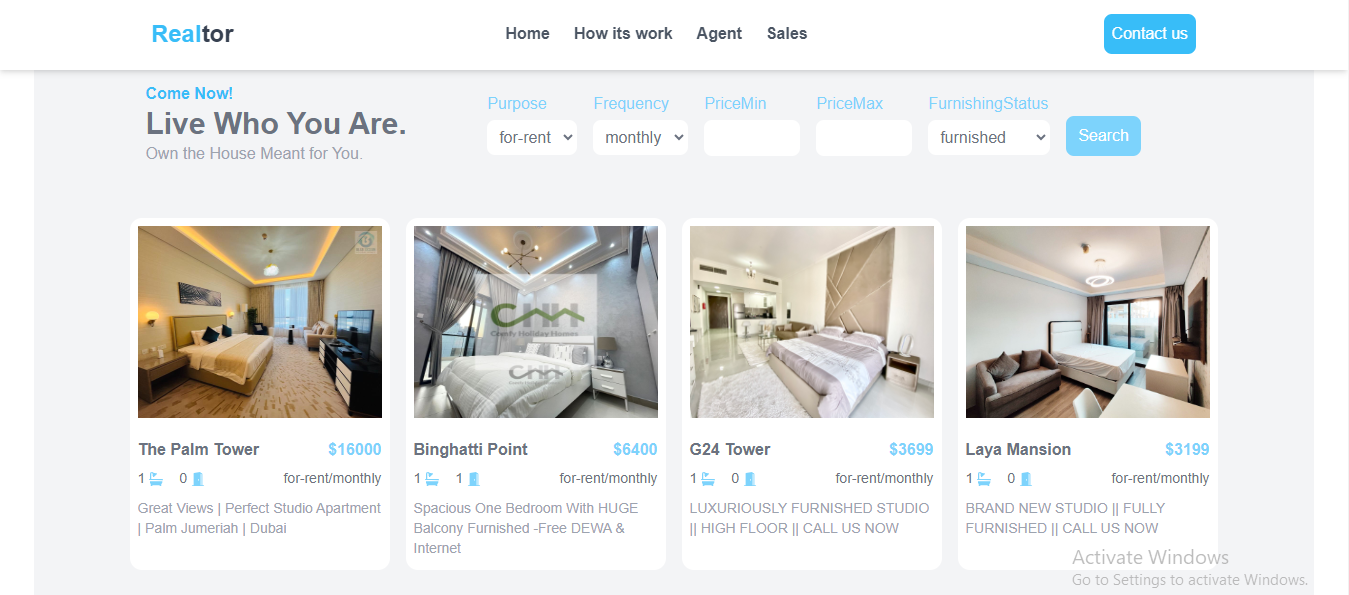 Realtor
Home
How its work
Agent
Sales
Contact us
Come Now!
Live Who You Are.
Own the House Meant for You.
Purpose
Frequency
PriceMin
PriceMax
FurnishingStatus
for-rent
monthly
furnished
Search
CHH
Comfy Holiday Homes
CHH
The Palm Tower
$16000
1
0
for-rent/monthly
Great Views | Perfect Studio Apartment
| Palm Jumeriah | Dubai
Binghatti Point
$6400
1
1
for-rent/monthly
Spacious One Bedroom With HUGE
Balcony Furnished -Free DEWA &
Internet
G24 Tower
$3699
1
0
for-rent/monthly
LUXURIOUSLY FURNISHED STUDIO
|| HIGH FLOOR || CALL US NOW
Laya Mansion
$3199
1
0
for-rent/monthly
BRAND NEW STUDIO || FULLY
FURNISHED || CALL US NOW
Activate Windows
Go to Settings to activate Windows.